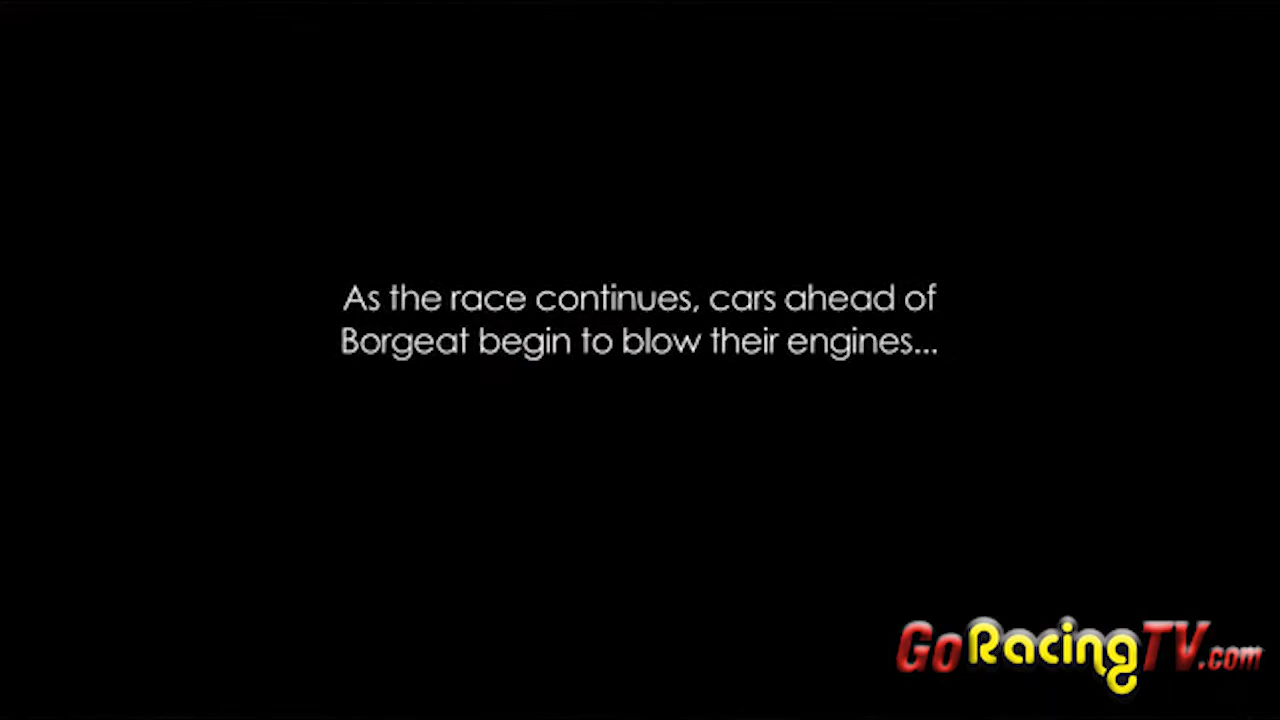 As the race continues, cars ahead of
Borgeat begin to blow their engines...
GoRacingTV.com